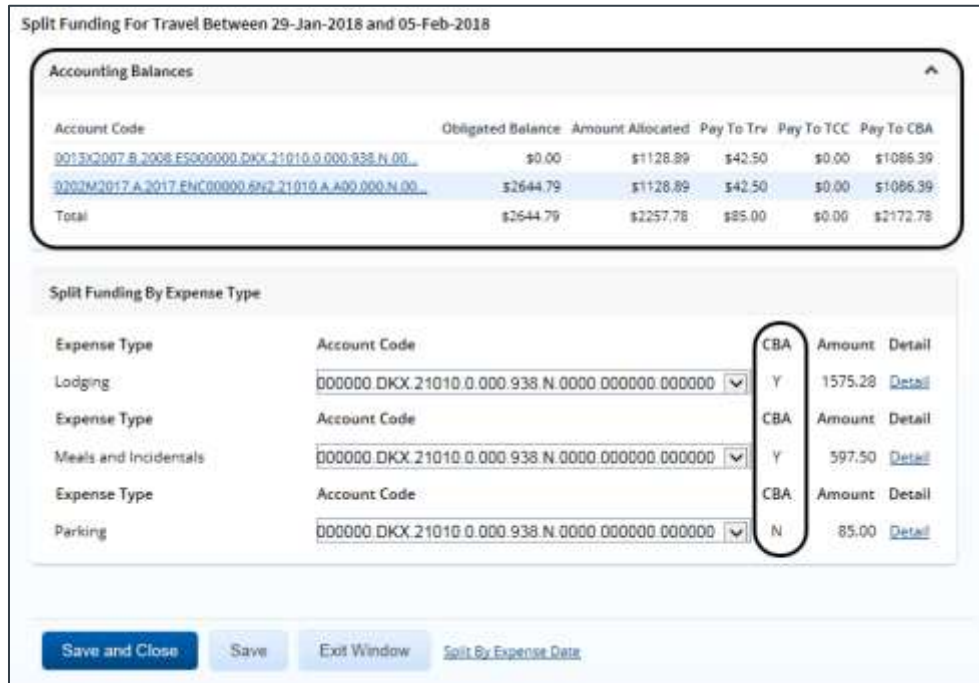 Split Funding For Travel Between 29-Jan-2018 and 05-Feb-2018
Accounting Balances
Account Code Obligated Balance Amount Allocated Pay To Trv Pay To TCC Pay To CBA
0013X2007.B.2008.ES000000.DKX.21010.0.000.938.N.00... $0.00 $1128.89 $42.50 $0.00 $1086.39
0202M2017.A.2017.ENC00000.6N2.21010.A.A00.000.N.00... $2644.79 $1128.89 $42.50 $0.00 $1086.39
Total $2644.79 $2257.78 $85.00 $0.00 $2172.78
Split Funding By Expense Type
Expense Type Account Code CBA Amount Detail
Lodging 000000.DKX.21010.0.000.938.N.0000.000000.000000 Y 1575.28 Detail
Expense Type Account Code CBA Amount Detail
Meals and Incidentals 000000.DKX.21010.0.000.938.N.0000.000000.000000 Y 597.50 Detail
Expense Type Account Code CBA Amount Detail
Parking 000000.DKX.21010.0.000.938.N.0000.000000.000000 N 85.00 Detail
Save and Close Save Exit Window Split By Expense Date